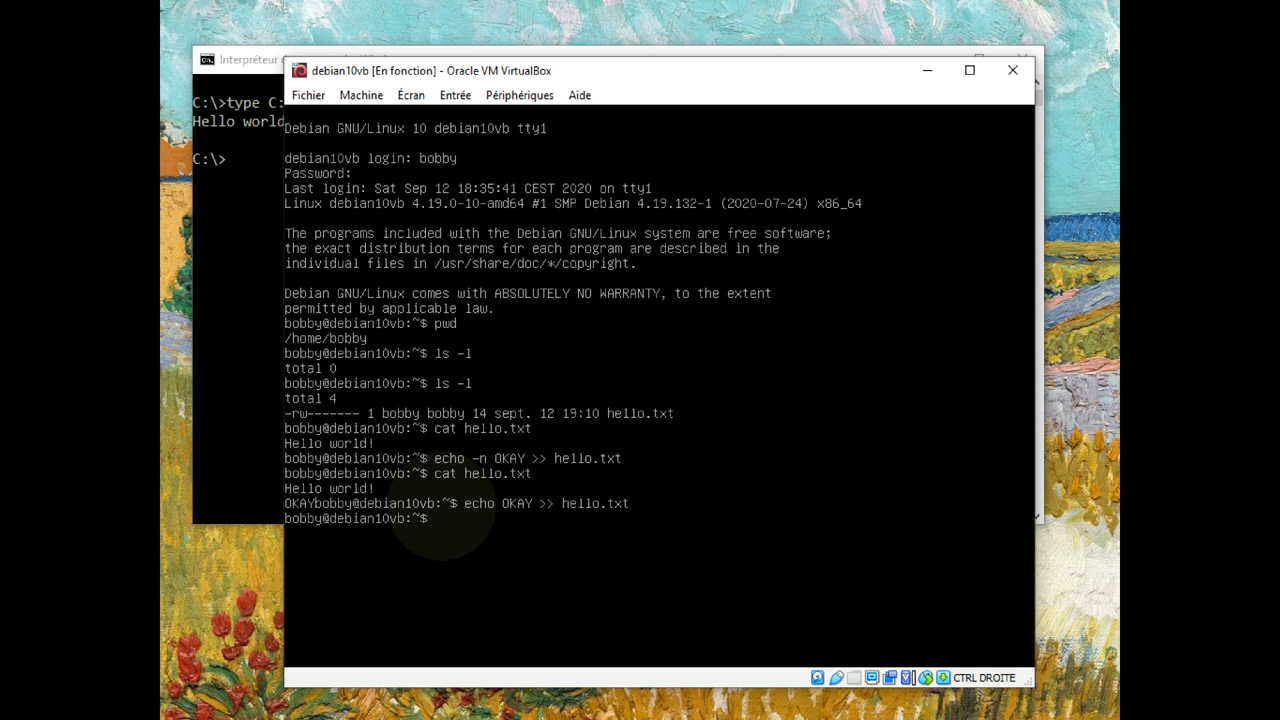 Interpréteur
C:\>type C:
Hello world
C:\>
debian10vb [En fonction] - Oracle VM VirtualBox
Fichier Machine Écran Entrée Périphériques Aide
Debian GNU/Linux 10 debian10vb tty1
debian10vb login: bobby
Password:
Last login: Sat Sep 12 18:35:41 CEST 2020 on tty1
Linux debian10vb 4.19.0-10-amd64 #1 SMP Debian 4.19.132-1 (2020-07-24) x86_64
The programs included with the Debian GNU/Linux system are free software;
the exact distribution terms for each program are described in the
individual files in /usr/share/doc/*/copyright.
Debian GNU/Linux comes with ABSOLUTELY NO WARRANTY, to the extent
permitted by applicable law.
bobby@debian10vb:~$ pwd
/home/bobby
bobby@debian10vb:~$ ls -l
total 0
bobby@debian10vb:~$ ls -l
total 4
-rw------- 1 bobby bobby 14 sept. 12 19:10 hello.txt
bobby@debian10vb:~$ cat hello.txt
Hello world!
bobby@debian10vb:~$ echo -n OKAY >> hello.txt
bobby@debian10vb:~$ cat hello.txt
Hello world!
OKAYbobby@debian10vb:~$ echo OKAY >> hello.txt
bobby@debian10vb:~$
CTRL DROITE